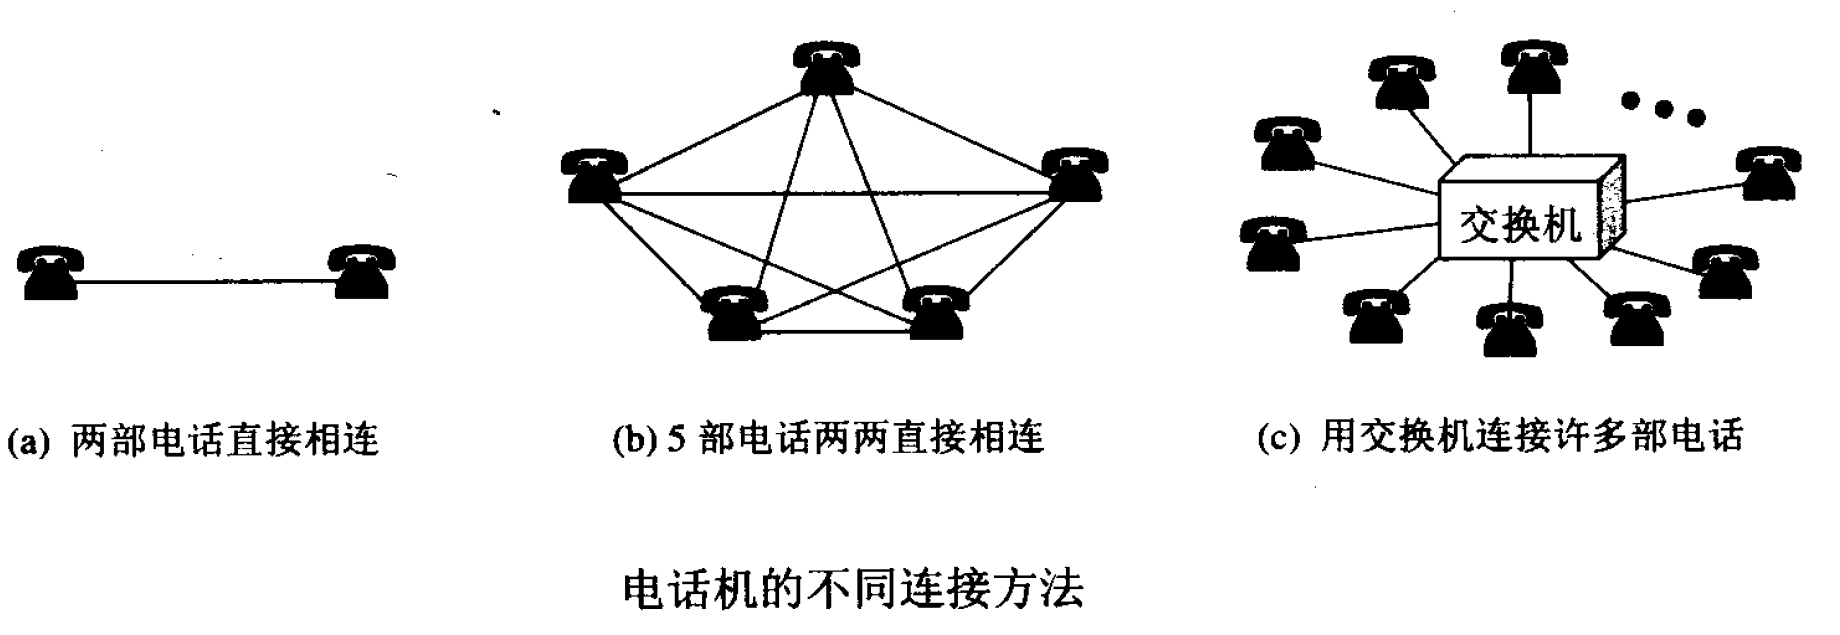 交换机
(a) 两部电话直接相连
(b) 5 部电话两两直接相连
(c) 用交换机连接许多部电话
电话机的不同连接方法